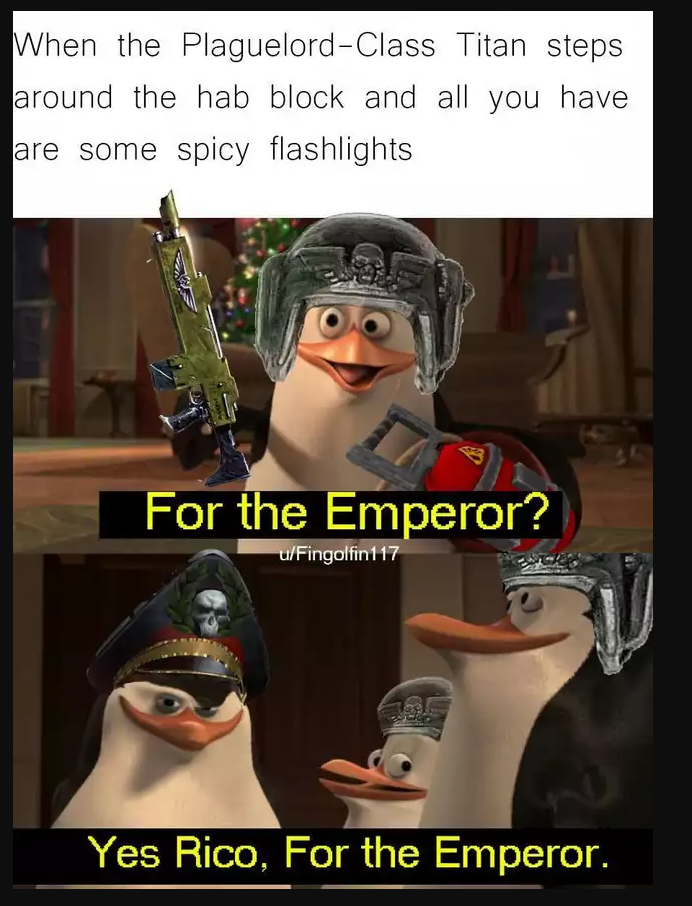 When the Plaguelord-Class Titan steps
around the hab block and all you have
are some spicy flashlights
For the Emperor?
u/Fingolfin117
Yes Rico, For the Emperor.